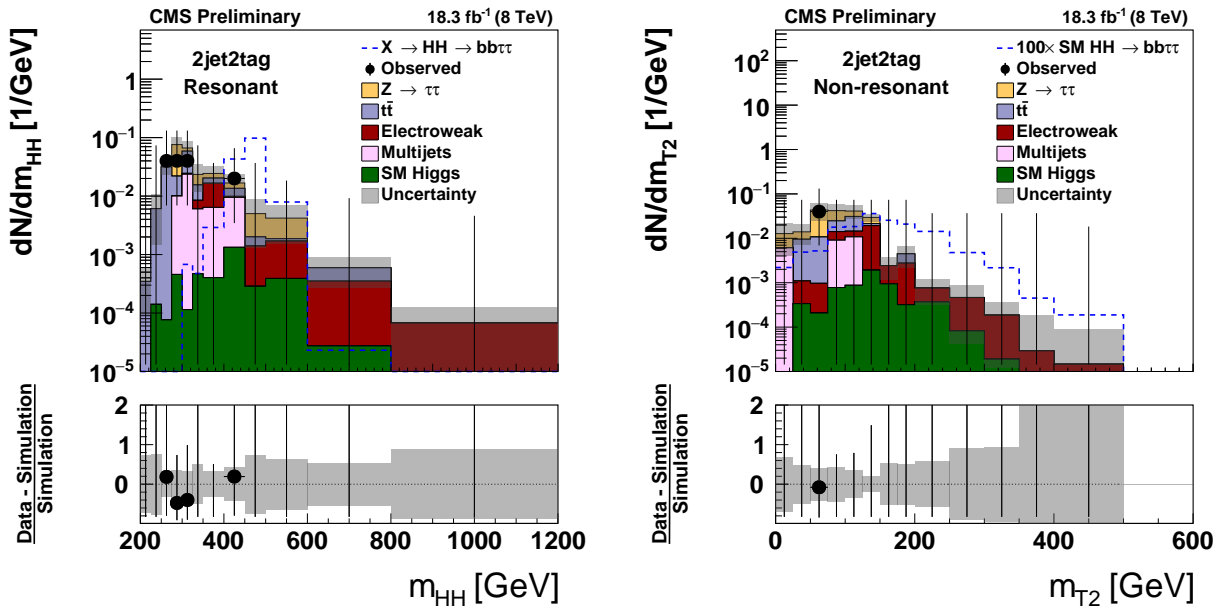 CMS Preliminary 18.3 fb⁻¹ (8 TeV)
dN/dm_HH [1/GeV]
2jet2tag
Resonant
X → HH → bbττ
Observed
Z → ττ
tt̄
Electroweak
Multijets
SM Higgs
Uncertainty
1
10⁻¹
10⁻²
10⁻³
10⁻⁴
10⁻⁵
Data - Simulation
Simulation
2
1
0
200 400 600 800 1000 1200
m_HH [GeV]
CMS Preliminary 18.3 fb⁻¹ (8 TeV)
dN/dm_T2 [1/GeV]
2jet2tag
Non-resonant
100× SM HH → bbττ
Observed
Z → ττ
tt̄
Electroweak
Multijets
SM Higgs
Uncertainty
10²
10
1
10⁻¹
10⁻²
10⁻³
10⁻⁴
10⁻⁵
Data - Simulation
Simulation
2
1
0
0 200 400 600
m_T2 [GeV]